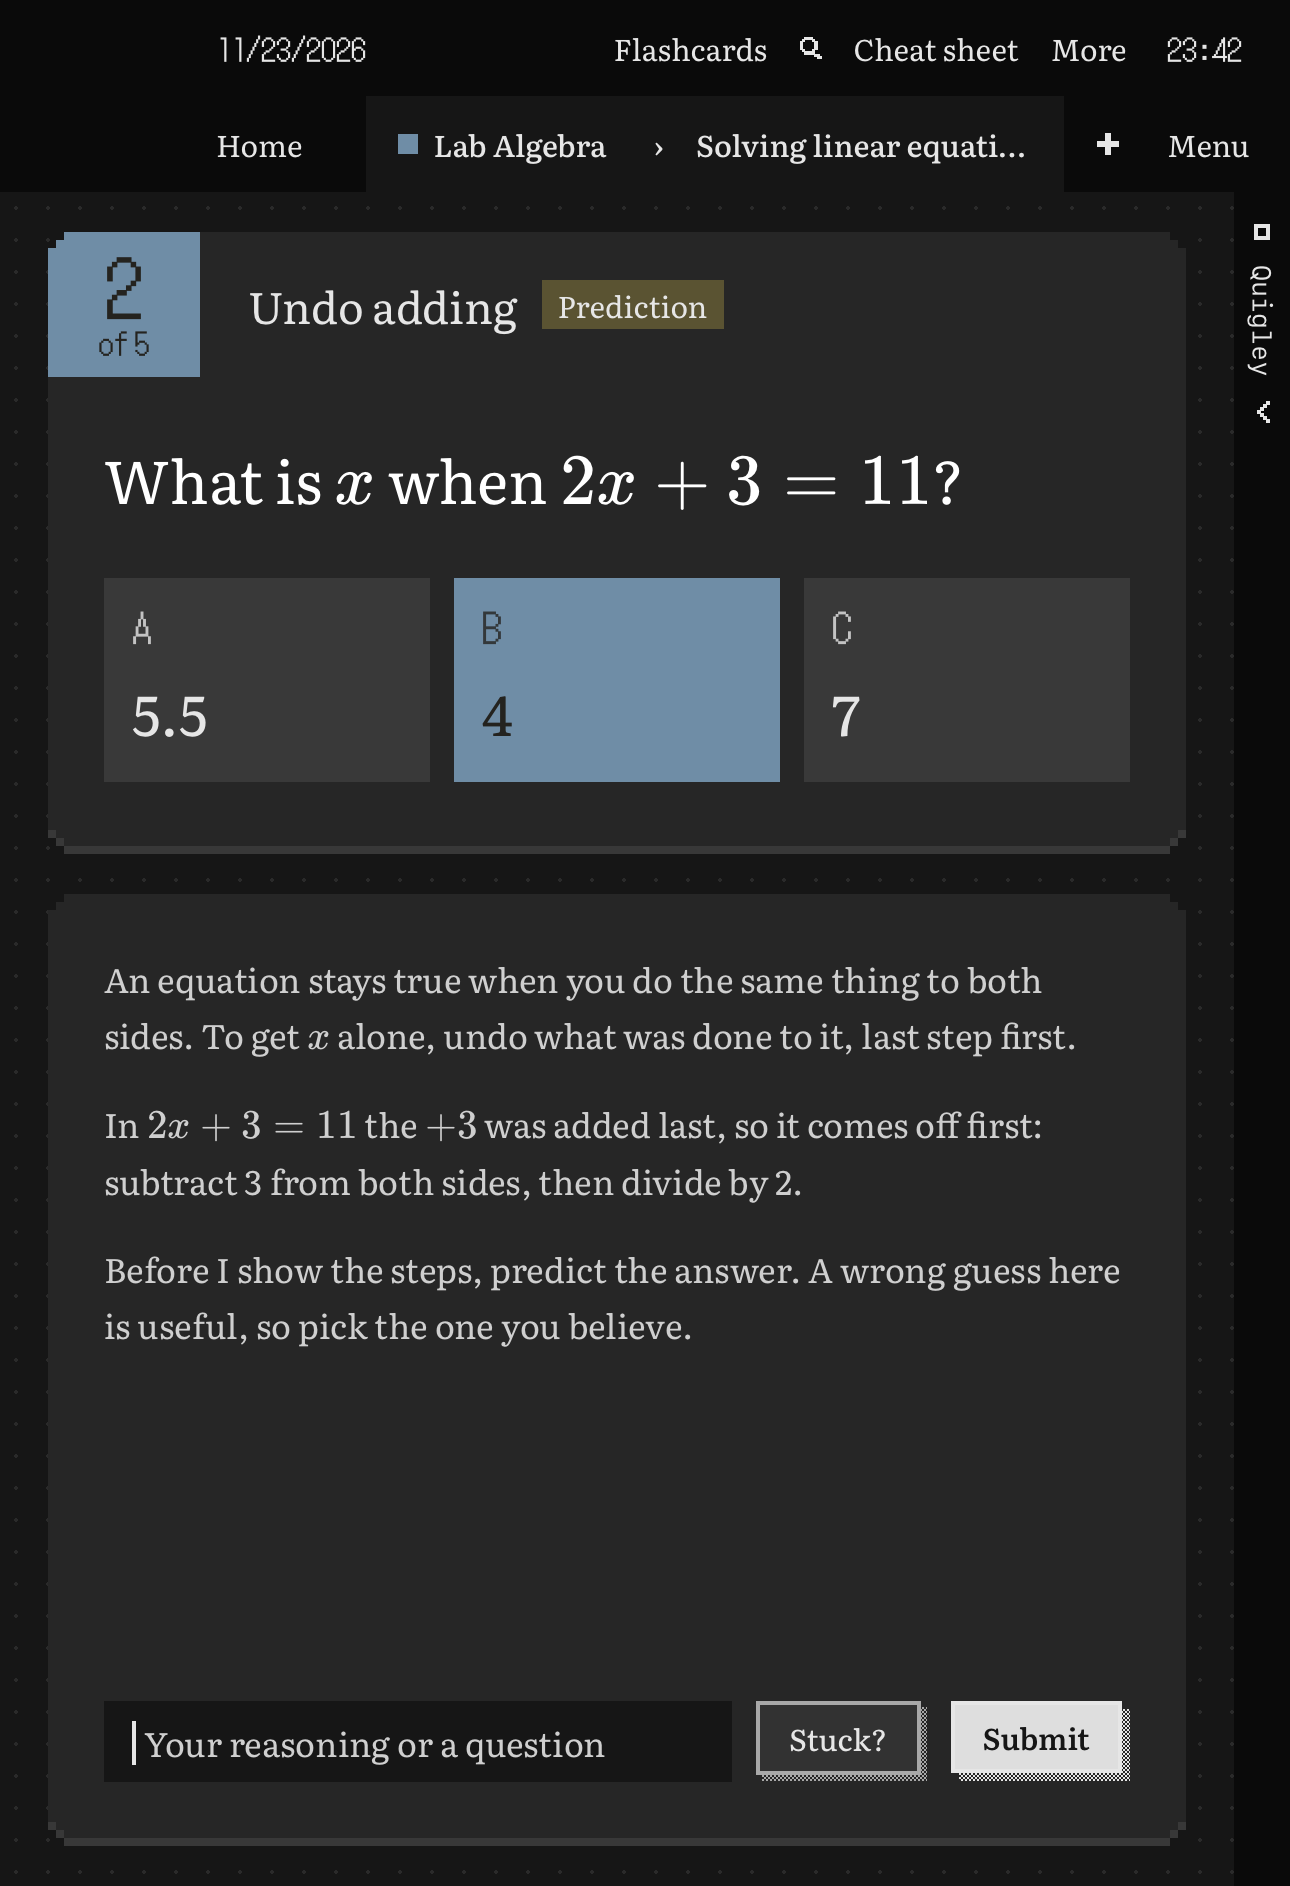 11/23/2026 Flashcards Cheat sheet More 23:42
Home Lab Algebra › Solving linear equati... Menu
Quigley
2
of 5
Undo adding Prediction
What is x when 2x + 3 = 11?
A B C
5.5 4 7
An equation stays true when you do the same thing to both
sides. To get x alone, undo what was done to it, last step first.
In 2x + 3 = 11 the +3 was added last, so it comes off first:
subtract 3 from both sides, then divide by 2.
Before I show the steps, predict the answer. A wrong guess here
is useful, so pick the one you believe.
Your reasoning or a question Stuck? Submit